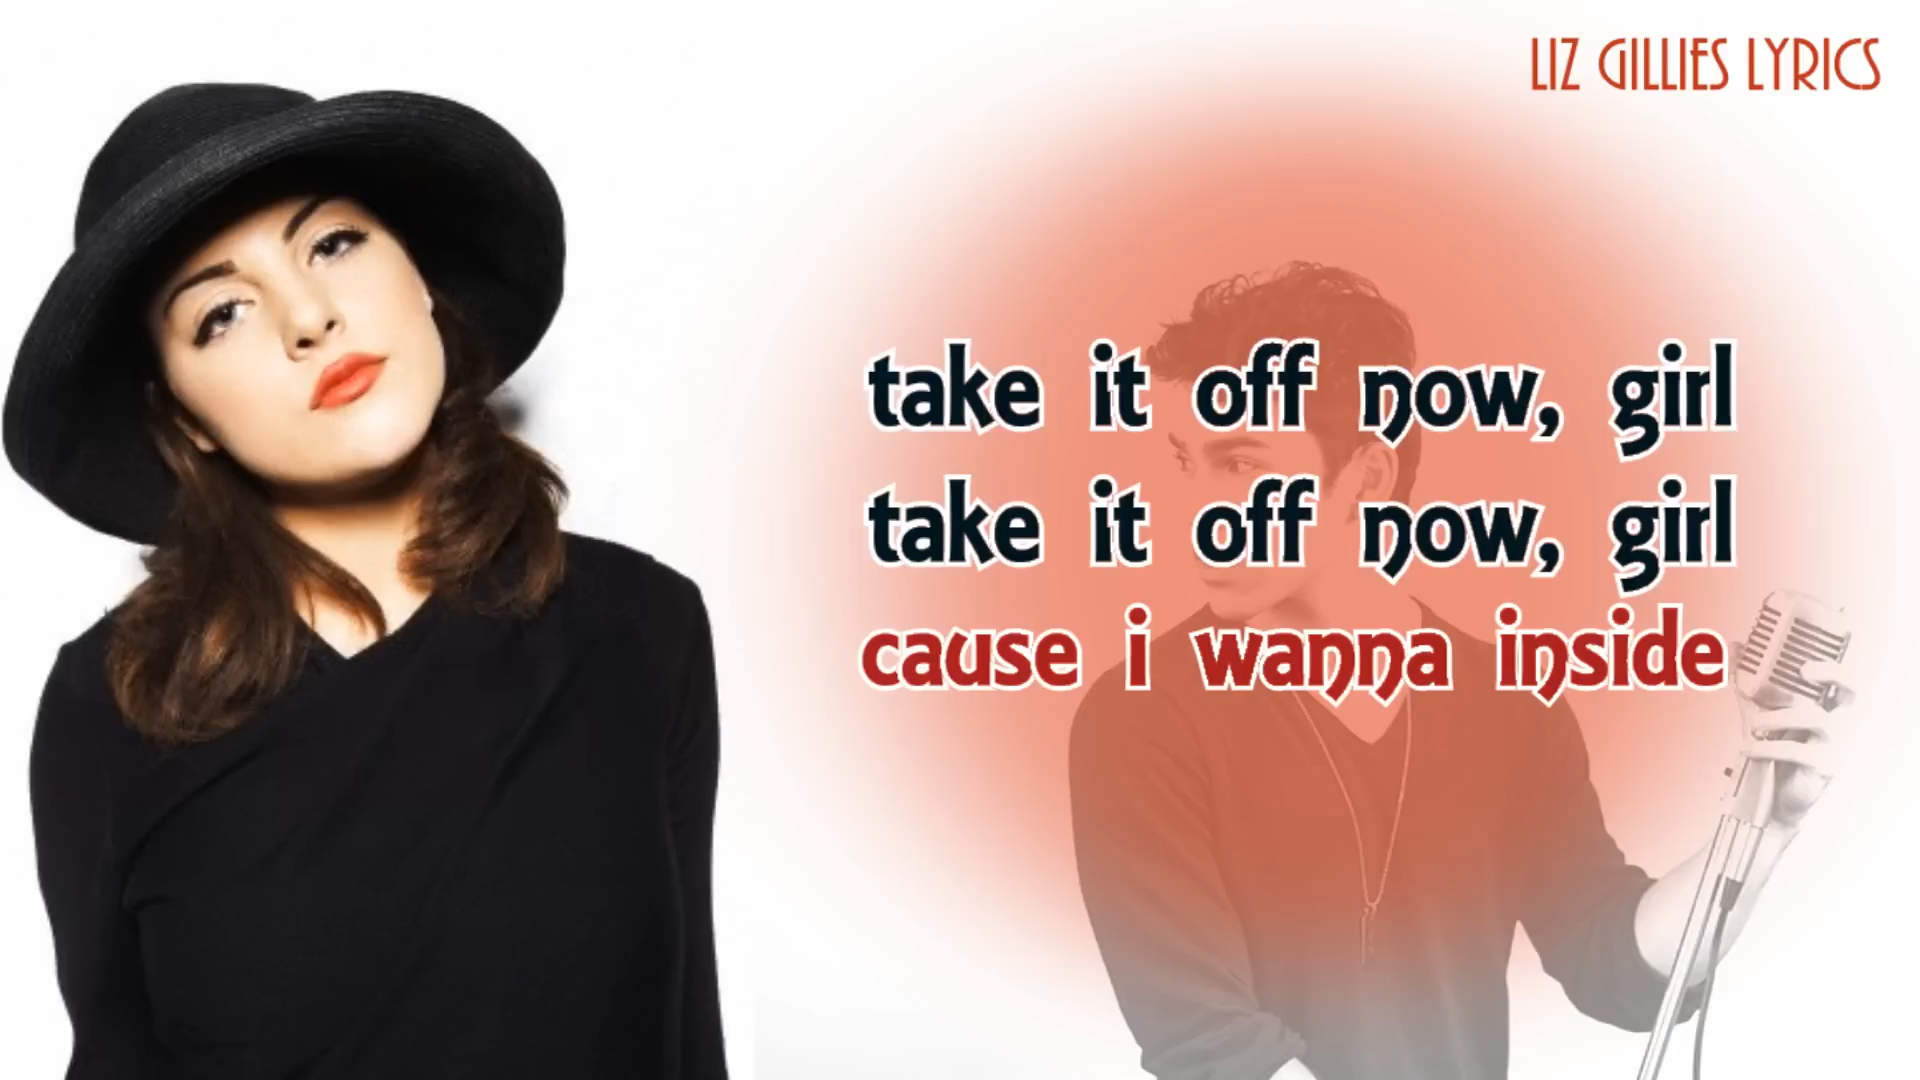 LIZ GILLIES LYRICS
take it off now, girl
take it off now, girl
cause i wanna inside